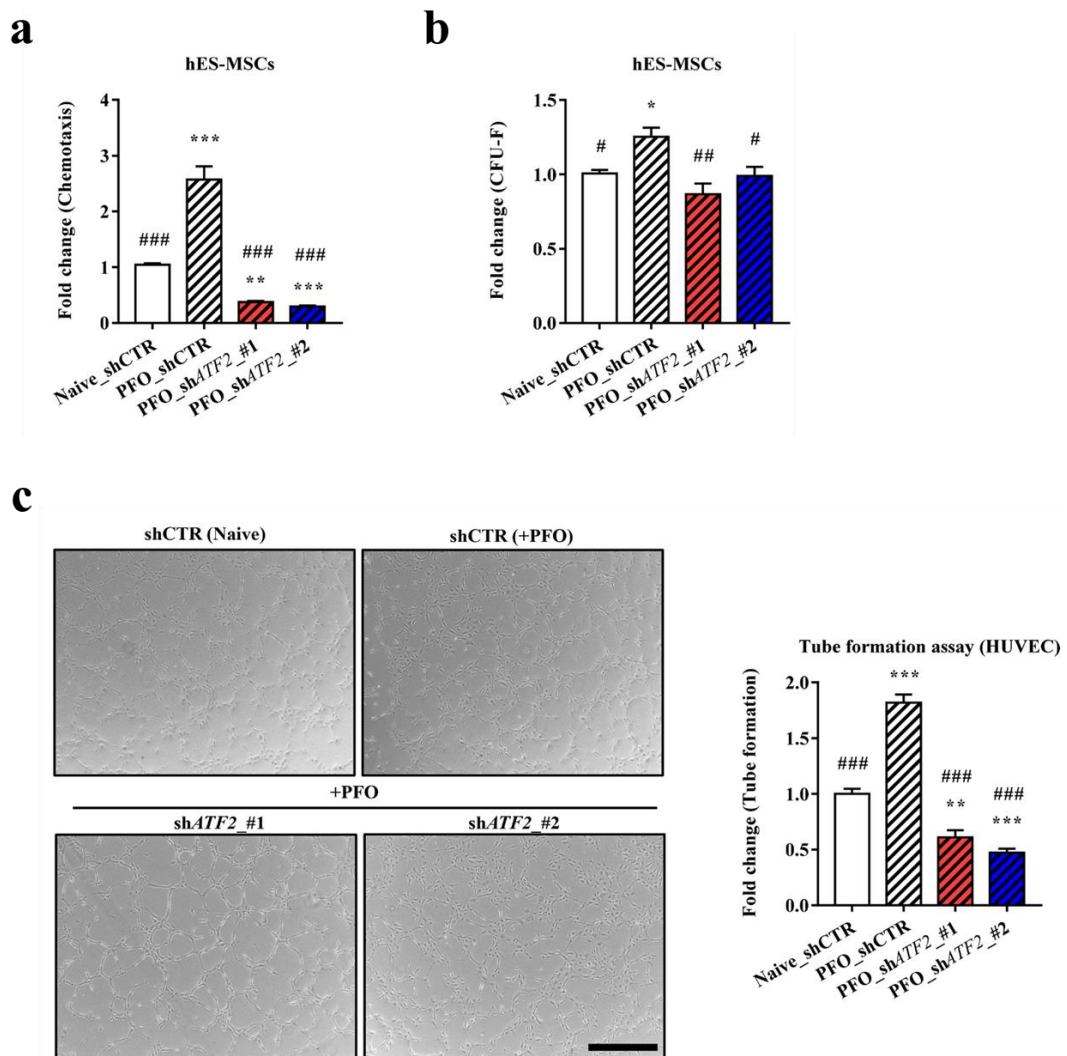 a
hES-MSCs
Fold change (Chemotaxis)
4
3
2
1
0
###
***
###
**
###
***
Naive_shCTR
PFO_shCTR
PFO_shATF2_#1
PFO_shATF2_#2
b
hES-MSCs
Fold change (CFU-F)
1.5
1.0
0.5
0.0
#
*
##
#
Naive_shCTR
PFO_shCTR
PFO_shATF2_#1
PFO_shATF2_#2
c
shCTR (Naive)
shCTR (+PFO)
+PFO
shATF2_#1
shATF2_#2
Tube formation assay (HUVEC)
Fold change (Tube formation)
2.0
1.5
1.0
0.5
0.0
###
***
###
**
###
***
Naive_shCTR
PFO_shCTR
PFO_shATF2_#1
PFO_shATF2_#2